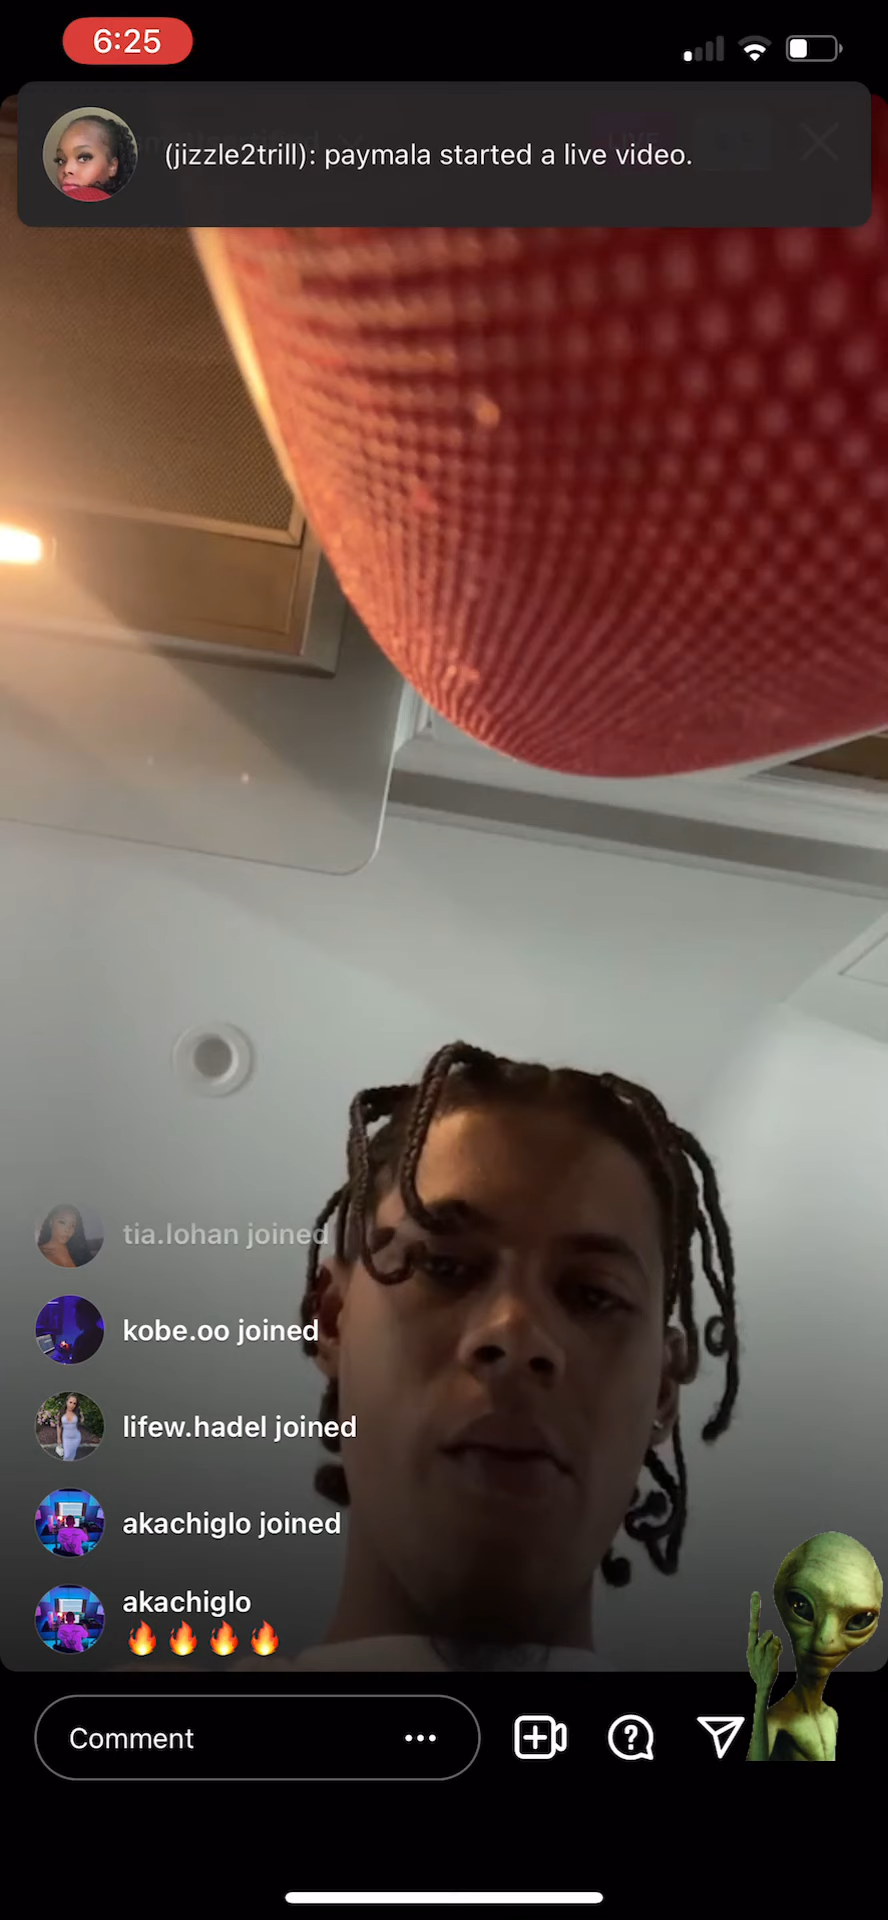 6:25
(jizzle2trill): paymala started a live video.
tia.lohan joined
kobe.oo joined
lifew.hadel joined
akachiglo joined
akachiglo
🔥🔥🔥🔥
Comment